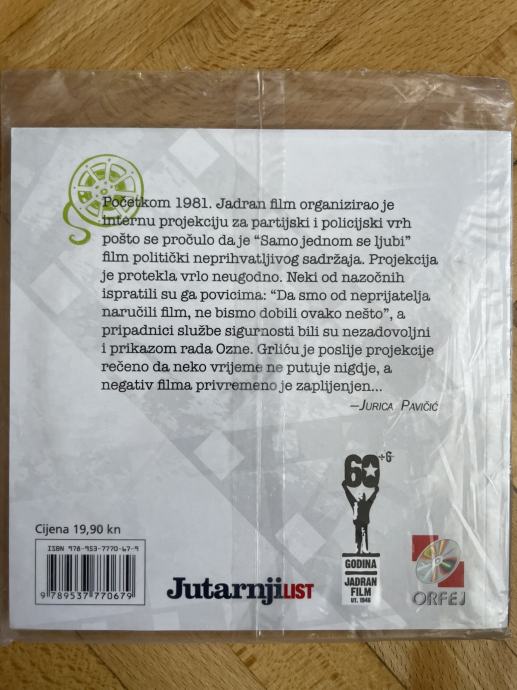 Početkom 1981. Jadran film organizirao je
internu projekciju za partijski i policijski vrh
pošto se pročulo da je “Samo jednom se ljubi”
film politički neprihvatljivog sadržaja. Projekcija
je protekla vrlo neugodno. Neki od nazočnih
ispratili su ga povicima: “Da smo od neprijatelja
naručili film, ne bismo dobili ovako nešto”, a
pripadnici službe sigurnosti bili su nezadovoljni
i prikazom rada Ozne. Grliću je poslije projekcije
rečeno da neko vrijeme ne putuje nigdje, a
negativ filma privremeno je zaplijenjen...
—Jurica Pavičić
60+6
GODINA
JADRAN
FILM
UT. 1946
Cijena 19,90 kn
ISBN 978-953-7770-67-9
9 789537 770679
Jutarnji LIST
ORFEJ